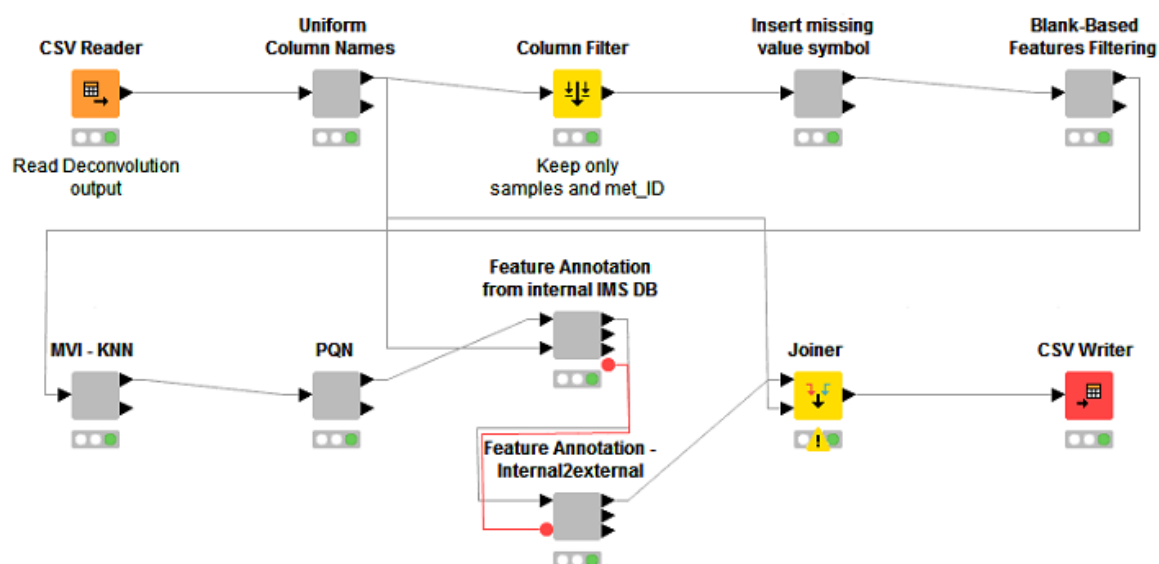 Uniform
Column Names
Insert missing
value symbol
Blank-Based
Features Filtering
CSV Reader
Column Filter
Read Deconvolution
output
Keep only
samples and met_ID
Feature Annotation
from internal IMS DB
MVI - KNN
PQN
Joiner
CSV Writer
Feature Annotation -
Internal2external